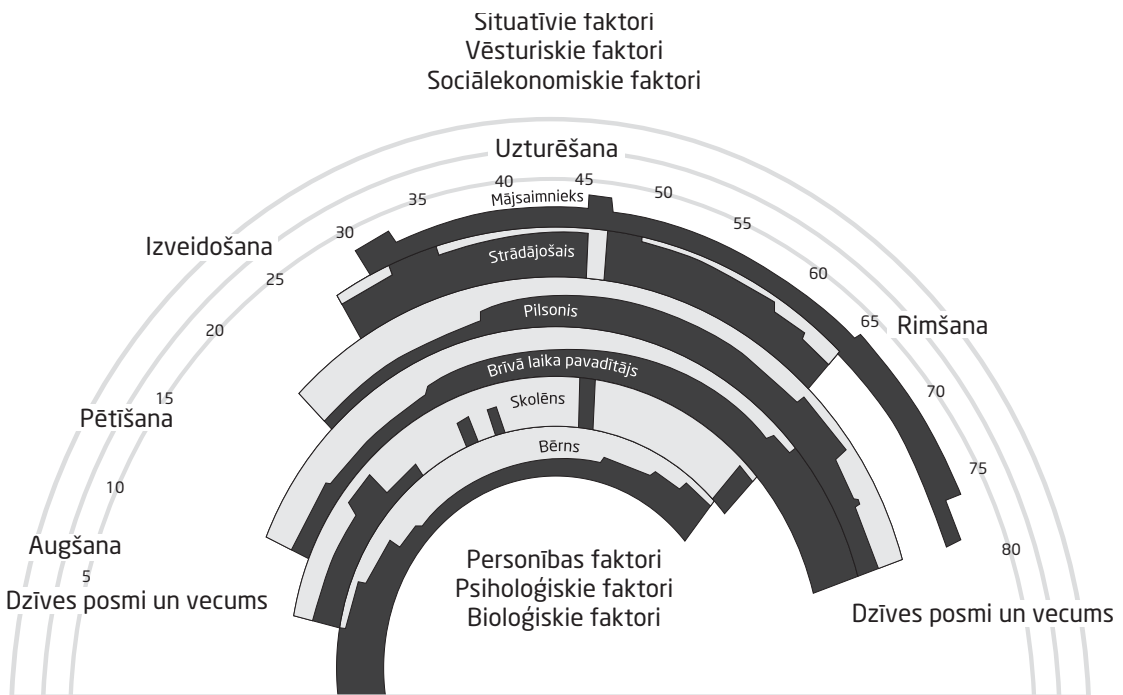 Situatīvie faktori
Vēsturiskie faktori
Sociālekonomiskie faktori
Uzturēšana
40
45
35
50
Mājsaimnieks
30
55
Izveidošana
Strādājošais
25
60
Pilsonis
20
65
Rimšana
Brīvā laika pavadītājs
15
70
Skolēns
Pētīšana
Bērns
75
10
Augšana
80
5
Personības faktori
Psiholoģiskie faktori
Bioloģiskie faktori
Dzīves posmi un vecums
Dzīves posmi un vecums